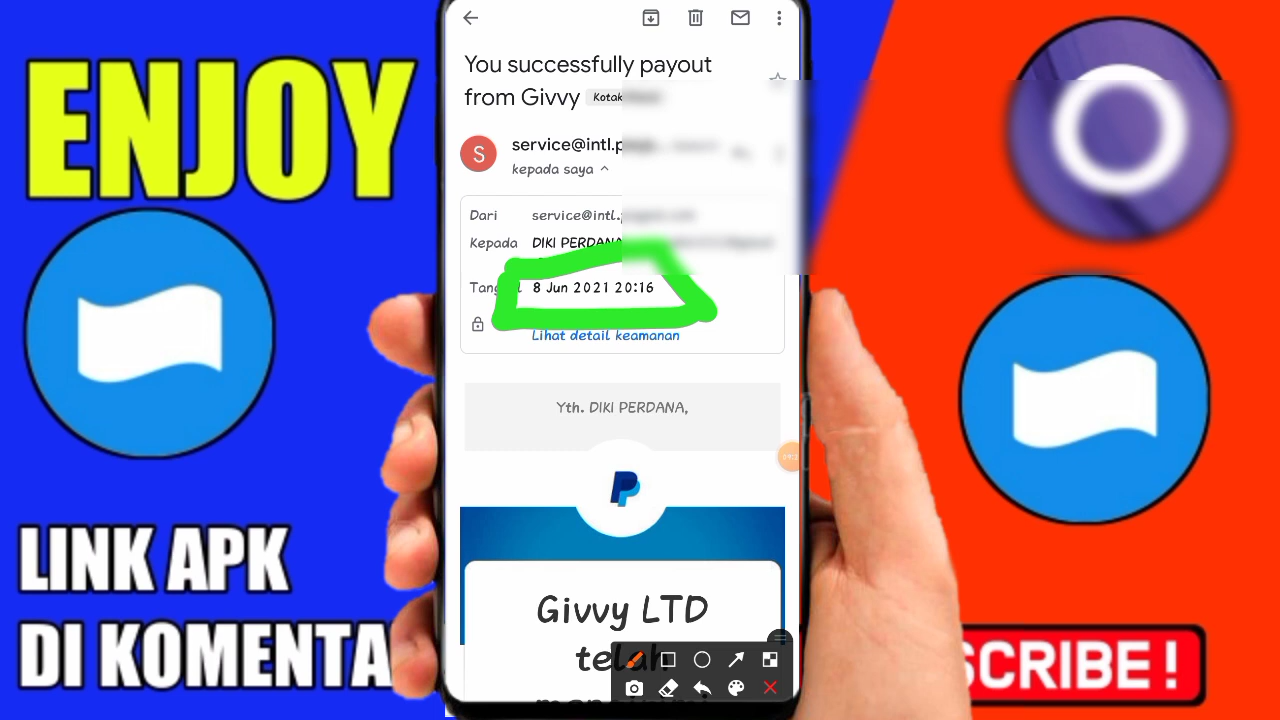 ENJOY
LINK APK
DI KOMENTA
You successfully payout
from Givvy
service@intl.
kepada saya
Dari service@intl.
Kepada DIKI PERDANA
8 Jun 2021 20:16
Lihat detail keamanan
Yth. DIKI PERDANA,
Givvy LTD
telah
SCRIBE !